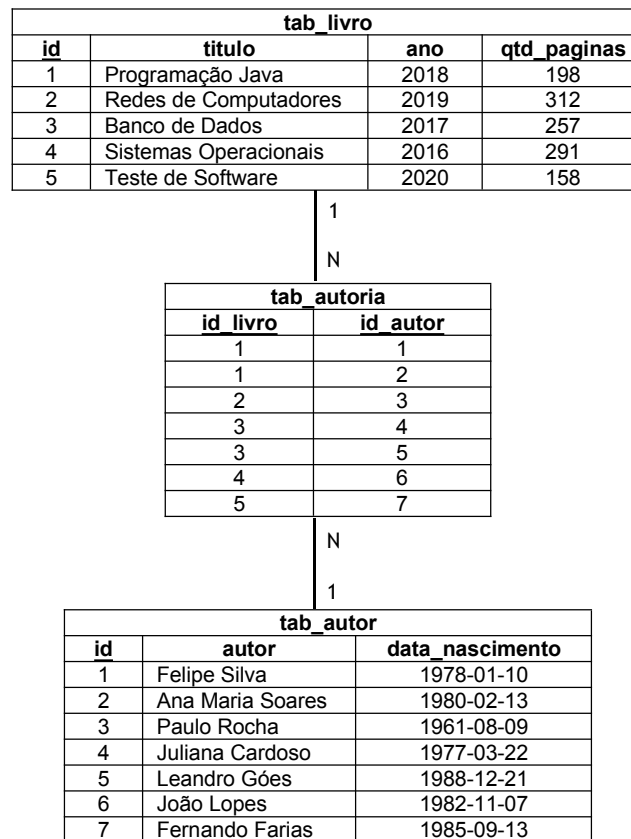 tab_livro
id titulo ano qtd_paginas
1 Programação Java 2018 198
2 Redes de Computadores 2019 312
3 Banco de Dados 2017 257
4 Sistemas Operacionais 2016 291
5 Teste de Software 2020 158
1
N
tab_autoria
id_livro id_autor
1 1
1 2
2 3
3 4
3 5
4 6
5 7
N
1
tab_autor
id autor data_nascimento
1 Felipe Silva 1978-01-10
2 Ana Maria Soares 1980-02-13
3 Paulo Rocha 1961-08-09
4 Juliana Cardoso 1977-03-22
5 Leandro Góes 1988-12-21
6 João Lopes 1982-11-07
7 Fernando Farias 1985-09-13